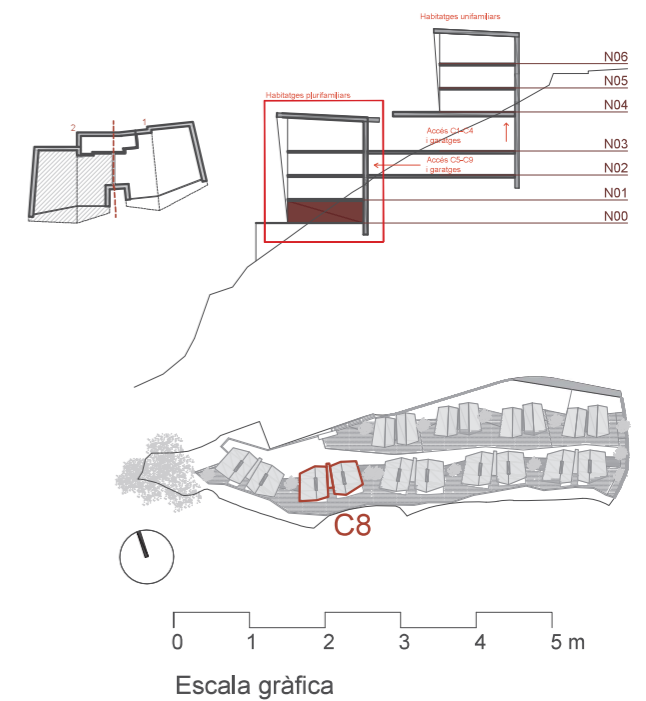 Habitatges unifamiliars
N06
N05
N04
Habitatges plurifamiliars
Accés C1-C4
i garatges
N03
Accés C5-C9
i garatges
N02
N01
N00
2
1
C8
0 1 2 3 4 5 m
Escala gràfica